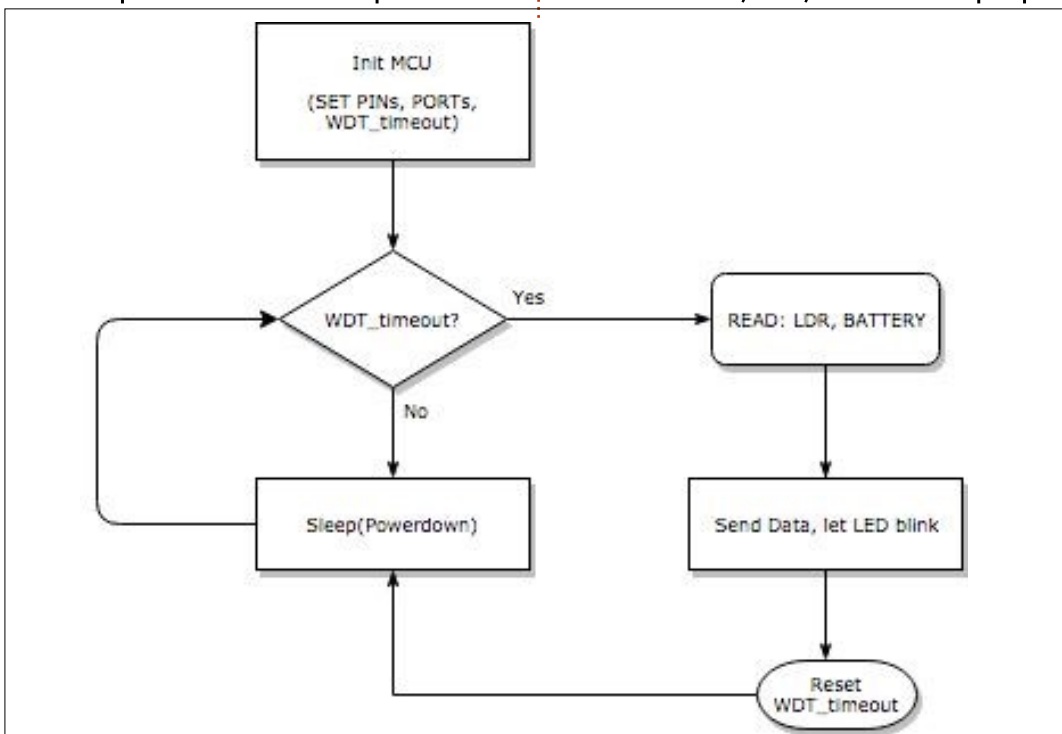 Init MCU
(SET PINs, PORTs,
WDT_timeout)
WDT_timeout?
Yes
READ: LDR, BATTERY
No
Sleep(Powerdown)
Send Data, let LED blink
Reset
WDT_timeout